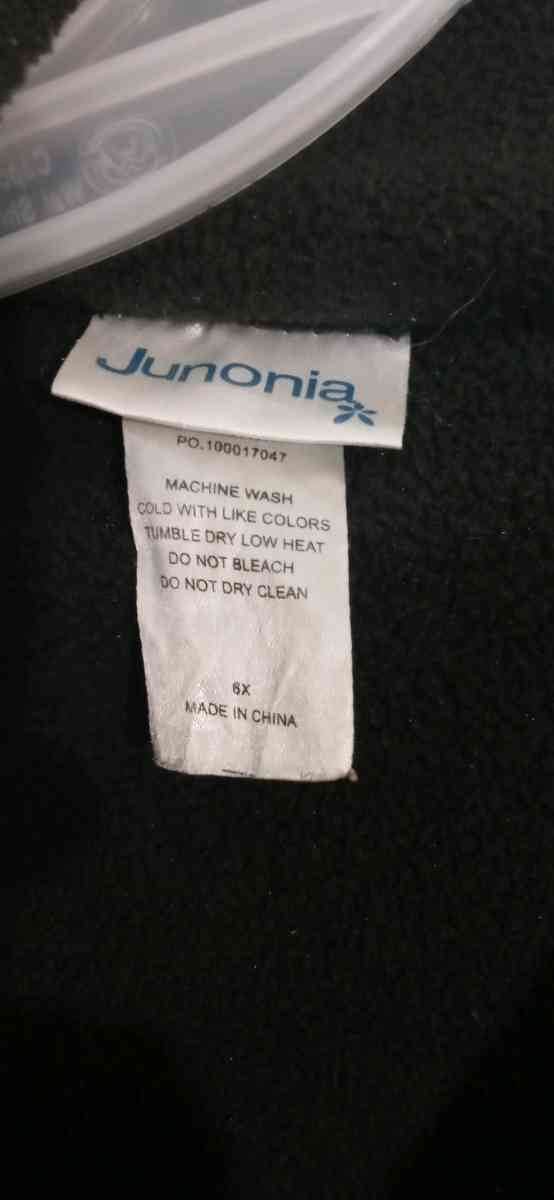 Junonia
PO.100017047
MACHINE WASH
COLD WITH LIKE COLORS
TUMBLE DRY LOW HEAT
DO NOT BLEACH
DO NOT DRY CLEAN
6X
MADE IN CHINA